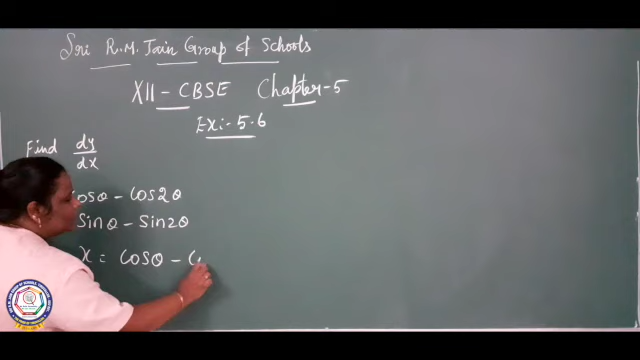 Sri R.M. Jain Group of Schools
XII - CBSE Chapter-5
Exi-5.6
Find dy/dx
cosθ - cos2θ
sinθ - sin2θ
x = cosθ - c